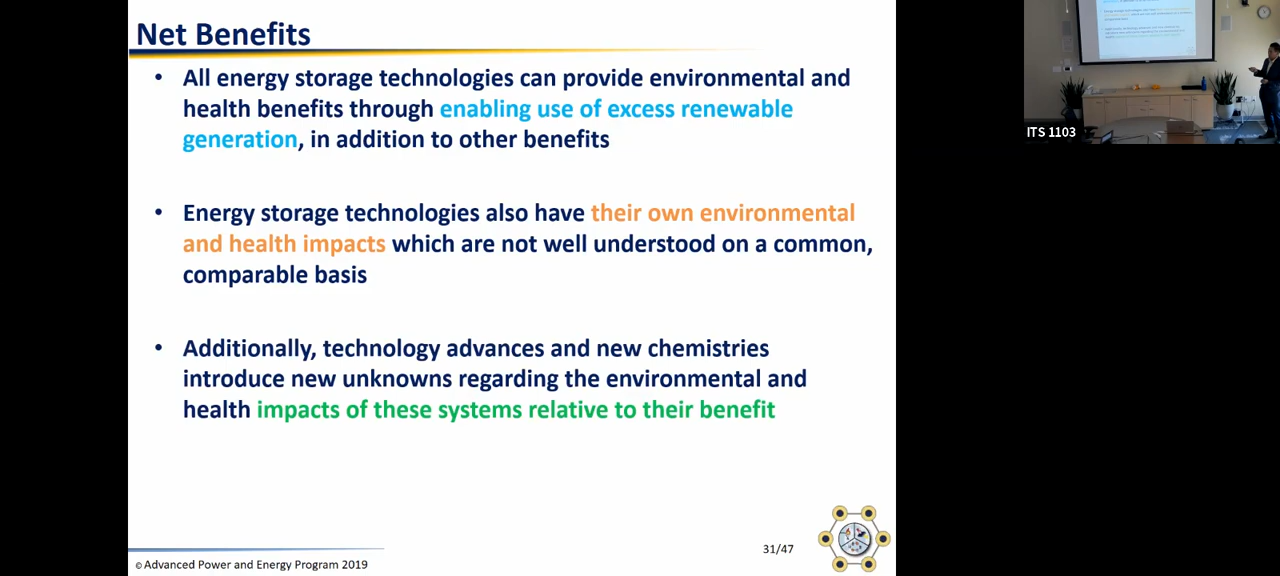 Net Benefits
• All energy storage technologies can provide environmental and
health benefits through enabling use of excess renewable
generation, in addition to other benefits
• Energy storage technologies also have their own environmental
and health impacts which are not well understood on a common,
comparable basis
• Additionally, technology advances and new chemistries
introduce new unknowns regarding the environmental and
health impacts of these systems relative to their benefit
31/47
© Advanced Power and Energy Program 2019
ITS 1103